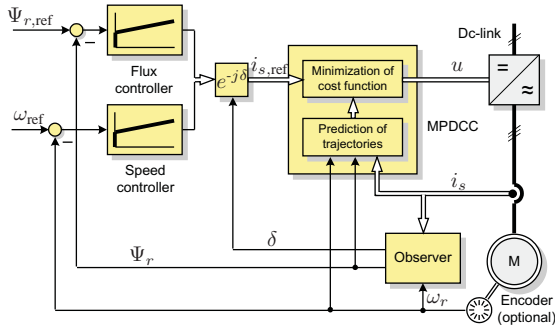 Ψr,ref
Flux
controller
ωref
Speed
controller
e-jδ
is,ref
Minimization of
cost function
Prediction of
trajectories
MPDCC
u
Dc-link
=
≈
is
δ
Ψr
Observer
ωr
M
Encoder
(optional)